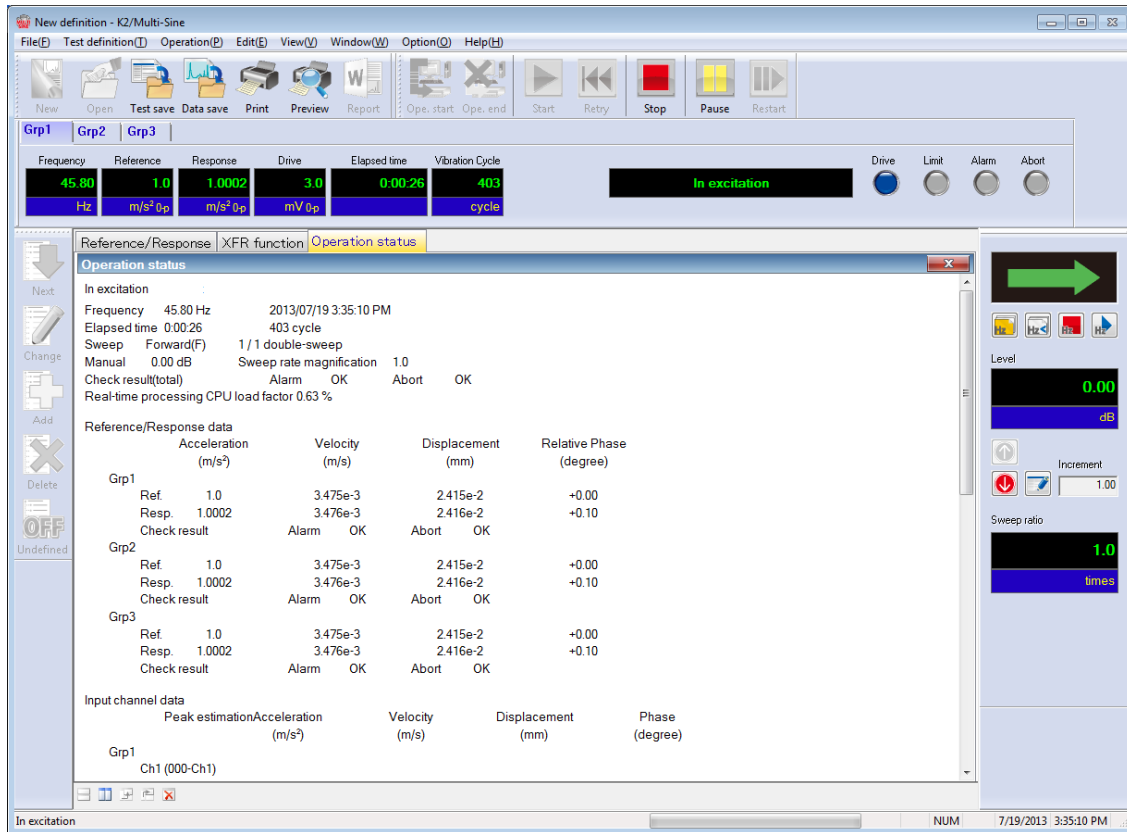 New definition - K2/Multi-Sine
File(F) Test definition(T) Operation(P) Edit(E) View(V) Window(W) Option(O) Help(H)
New Open Test save Data save Print Preview Report Ope. start Ope. end Start Retry Stop Pause Restart
Grp1 Grp2 Grp3
Frequency Reference Response Drive Elapsed time Vibration Cycle Drive Limit Alarm Abort
45.80 1.0 1.0002 3.0 0:00:26 403 In excitation
Hz m/s² 0-p m/s² 0-p mV 0-p cycle
Reference/Response XFR function Operation status
Operation status
In excitation
Frequency 45.80 Hz 2013/07/19 3:35:10 PM
Elapsed time 0:00:26 403 cycle
Sweep Forward(F) 1 / 1 double-sweep
Manual 0.00 dB Sweep rate magnification 1.0
Check result(total) Alarm OK Abort OK
Real-time processing CPU load factor 0.63 %
Reference/Response data
Acceleration Velocity Displacement Relative Phase
(m/s²) (m/s) (mm) (degree)
Grp1
Ref. 1.0 3.475e-3 2.415e-2 +0.00
Resp. 1.0002 3.476e-3 2.416e-2 +0.10
Check result Alarm OK Abort OK
Grp2
Ref. 1.0 3.475e-3 2.415e-2 +0.00
Resp. 1.0002 3.476e-3 2.416e-2 +0.10
Check result Alarm OK Abort OK
Grp3
Ref. 1.0 3.475e-3 2.415e-2 +0.00
Resp. 1.0002 3.476e-3 2.416e-2 +0.10
Check result Alarm OK Abort OK
Input channel data
Peak estimationAcceleration Velocity Displacement Phase
(m/s²) (m/s) (mm) (degree)
Grp1
Ch1 (000-Ch1)
Next
Change
Add
Delete
OFF
Undefined
Hz Hz Hz Hz
Level
0.00
dB
Increment
1.00
Sweep ratio
1.0
times
In excitation NUM 7/19/2013 3:35:10 PM